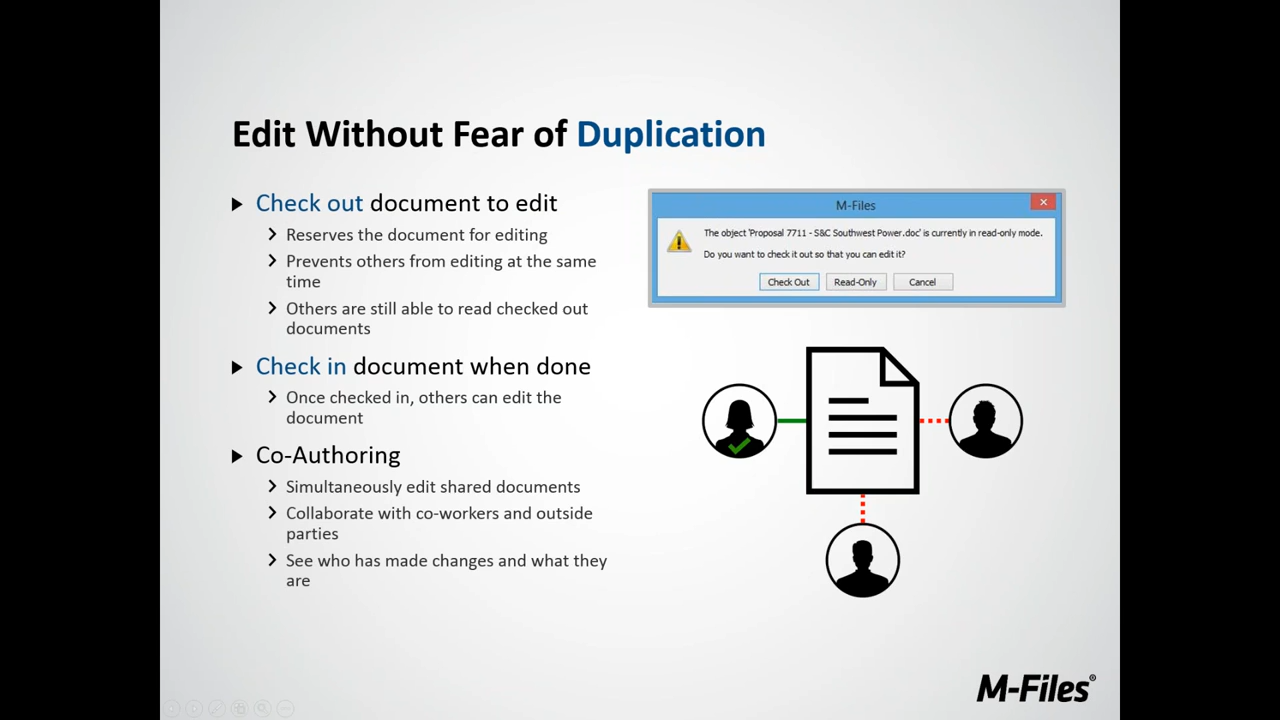 Edit Without Fear of Duplication
Check out document to edit
Reserves the document for editing
Prevents others from editing at the same
time
Others are still able to read checked out
documents
Check in document when done
Once checked in, others can edit the
document
Co-Authoring
Simultaneously edit shared documents
Collaborate with co-workers and outside
parties
See who has made changes and what they
are
M-Files
The object 'Proposal 7711 - S&C Southwest Power.doc' is currently in read-only mode.
Do you want to check it out so that you can edit it?
Check Out
Read-Only
Cancel
M-Files®